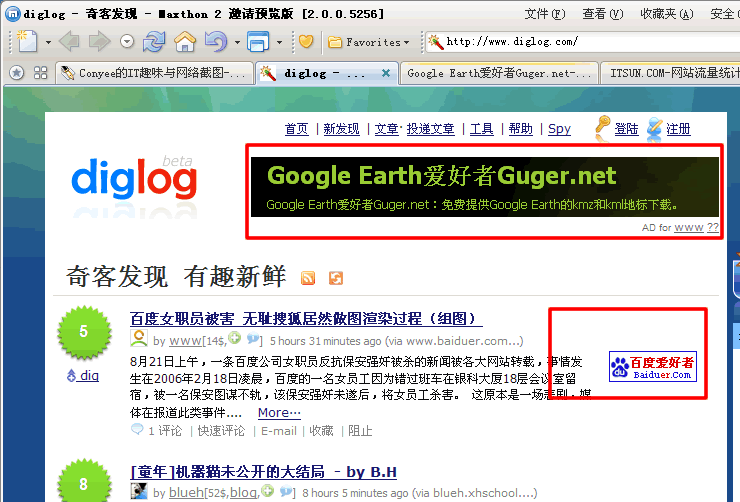 diglog - 奇客发现 - Maxthon 2 邀请预览版 [2.0.0.5256]
文件(F) 查看(V) 收藏夹(A) 安全
Favorites
http://www.diglog.com/
Conyee的IT趣味与网络截图-...
diglog - ...
Google Earth爱好者Guger.net-...
ITSUN.COM-网站流量统计
首页 | 新发现 | 文章·投递文章 | 工具 | 帮助 | Spy
登陆 注册
beta
diglog
Google Earth爱好者Guger.net
Google Earth爱好者Guger.net：免费提供Google Earth的kmz和kml地标下载。
AD for www ??
奇客发现 有趣新鲜
5
dig
百度女职员被害 无耻搜狐居然做图渲染过程（组图）
by www[14$, ] 5 hours 31 minutes ago (via www.baiduer.com...)
8月21日上午，一条百度公司女职员反抗保安强奸被杀的新闻被各大网站转载，事情发
生在2006年2月18日凌晨，百度的一名女员工因为错过班车在银科大厦18层会议室留
宿，被一名保安图谋不轨，该保安强奸未遂后，将女员工杀害。 这原本是一场悲剧，媒
体在报道此类事件.... More…
1 评论 | 快速评论 | E-mail | 收藏 | 阻止
百度爱好者
Baiduer.Com
8
[童年]机器猫未公开的大结局 - by B.H
by blueh[52$,blog, ] 8 hours 5 minutes ago (via blueh.xhschool....)